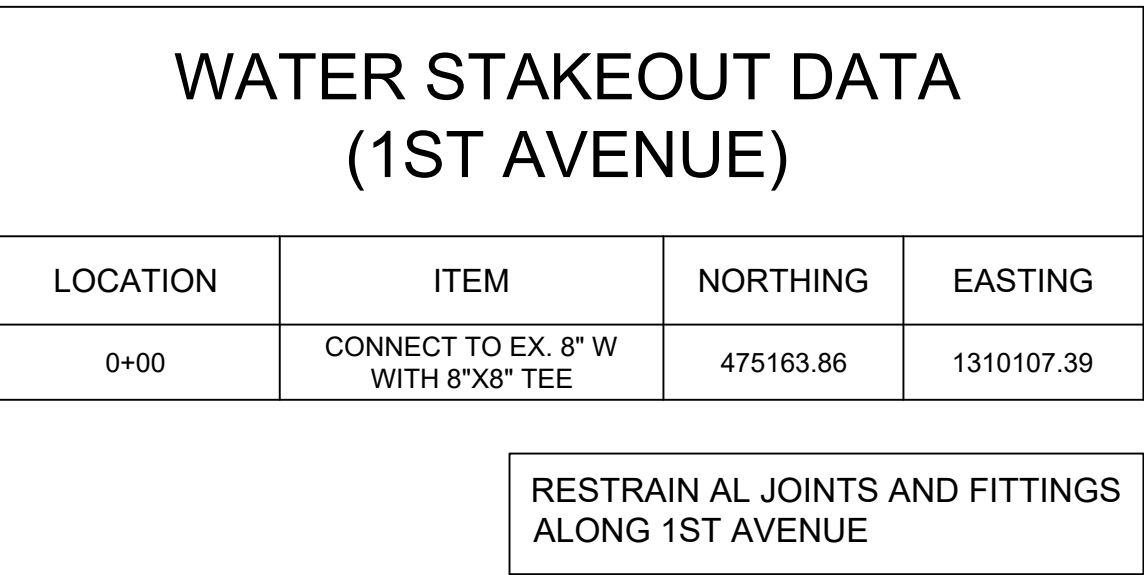 WATER STAKEOUT DATA
(1ST AVENUE)
LOCATION ITEM NORTHING EASTING
0+00 CONNECT TO EX. 8" W 475163.86 1310107.39
WITH 8"X8" TEE
RESTRAIN AL JOINTS AND FITTINGS
ALONG 1ST AVENUE